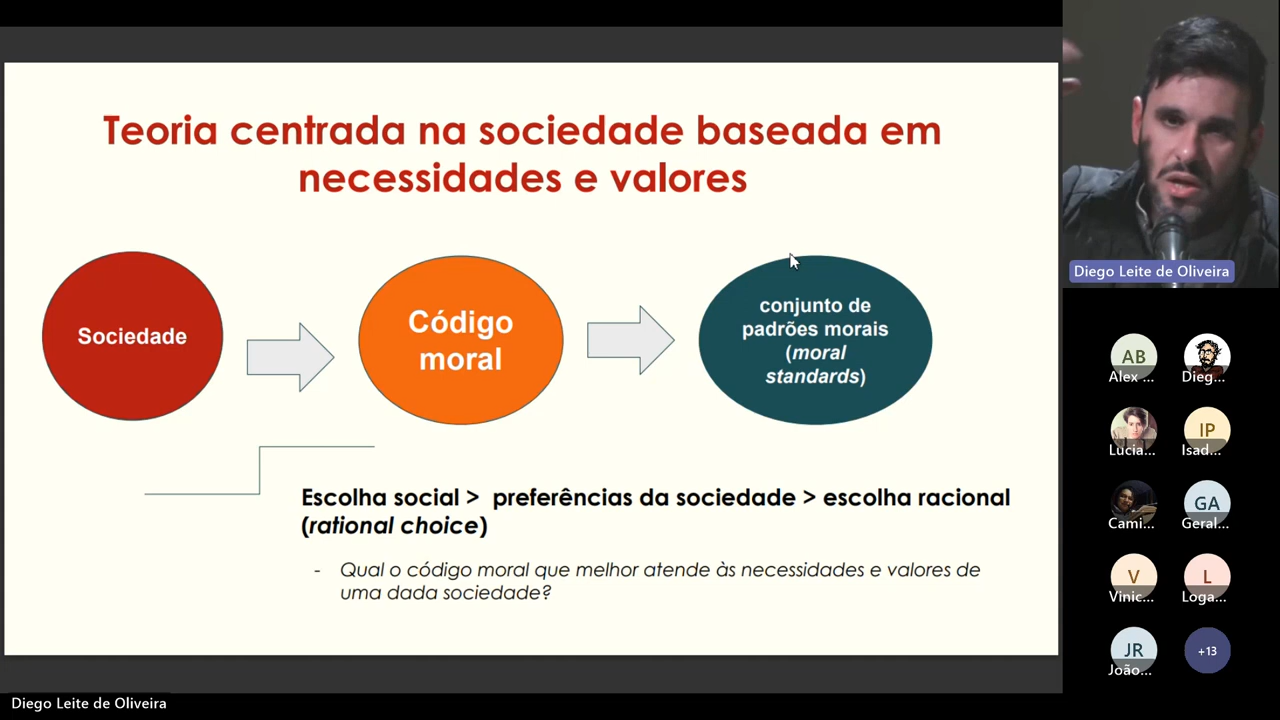 Teoria centrada na sociedade baseada em
necessidades e valores
Sociedade
Código
moral
conjunto de
padrões morais
(moral
standards)
Escolha social > preferências da sociedade > escolha racional
(rational choice)
- Qual o código moral que melhor atende às necessidades e valores de
uma dada sociedade?
Diego Leite de Oliveira
AB
Alex ...
Dieg...
Lucia...
IP
Isad...
Cami...
GA
Geral...
V
Vinic...
L
Loga...
JR
João...
+13
Diego Leite de Oliveira